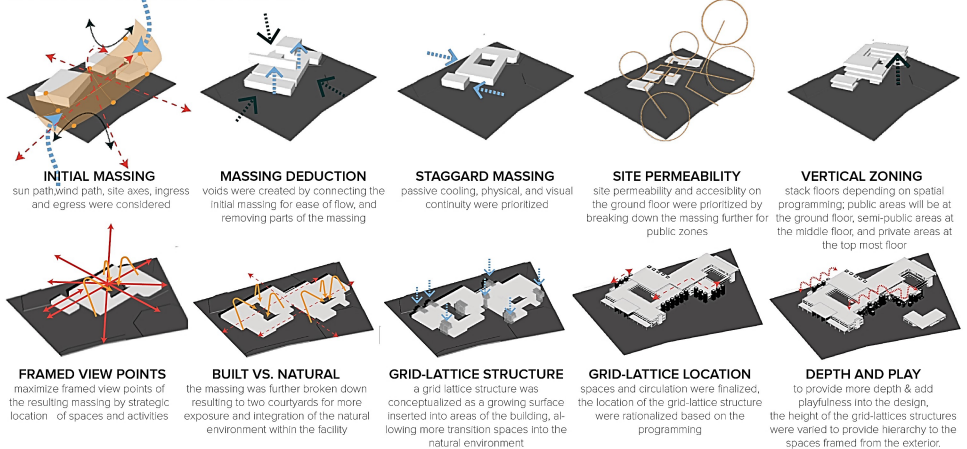 INITIAL MASSING
sun path,wind path, site axes, ingress
and egress were considered
MASSING DEDUCTION
voids were created by connecting the
initial massing for ease of flow, and
removing parts of the massing
STAGGARD MASSING
passive cooling, physical, and visual
continuity were prioritized
SITE PERMEABILITY
site permeability and accesiblity on
the ground floor were prioritized by
breaking down the massing further for
public zones
VERTICAL ZONING
stack floors depending on spatial
programming; public areas will be at
the ground floor, semi-public areas at
the middle floor, and private areas at
the top most floor
FRAMED VIEW POINTS
maximize framed view points of
the resulting massing by strategic
location of spaces and activities
BUILT VS. NATURAL
the massing was further broken down
resulting to two courtyards for more
exposure and integration of the natural
environment within the facility
GRID-LATTICE STRUCTURE
a grid lattice structure was
conceptualized as a growing surface
inserted into areas of the building, al-
lowing more transition spaces into the
natural environment
GRID-LATTICE LOCATION
spaces and circulation were finalized,
the location of the grid-lattice structure
were rationalized based on the
programming
DEPTH AND PLAY
to provide more depth & add
playfulness into the design,
the height of the grid-lattices structures
were varied to provide hierarchy to the
spaces framed from the exterior.